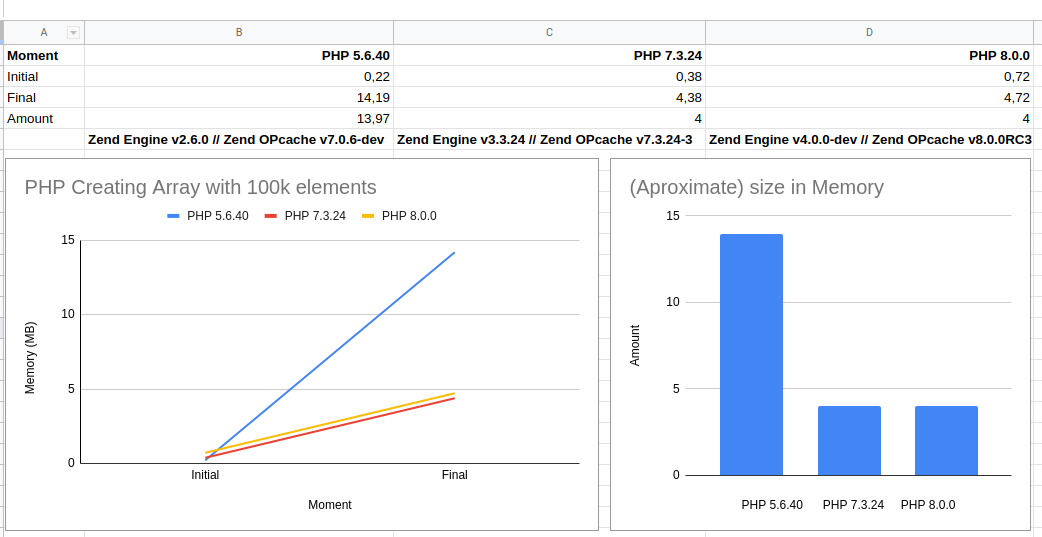 A B C D
Moment PHP 5.6.40 PHP 7.3.24 PHP 8.0.0
Initial 0,22 0,38 0,72
Final 14,19 4,38 4,72
Amount 13,97 4 4
Zend Engine v2.6.0 // Zend OPcache v7.0.6-dev Zend Engine v3.3.24 // Zend OPcache v7.3.24-3 Zend Engine v4.0.0-dev // Zend OPcache v8.0.0RC3
PHP Creating Array with 100k elements
PHP 5.6.40 PHP 7.3.24 PHP 8.0.0
Memory (MB)
15
10
5
0
Initial Final
Moment
(Aproximate) size in Memory
Amount
15
10
5
0
PHP 5.6.40 PHP 7.3.24 PHP 8.0.0